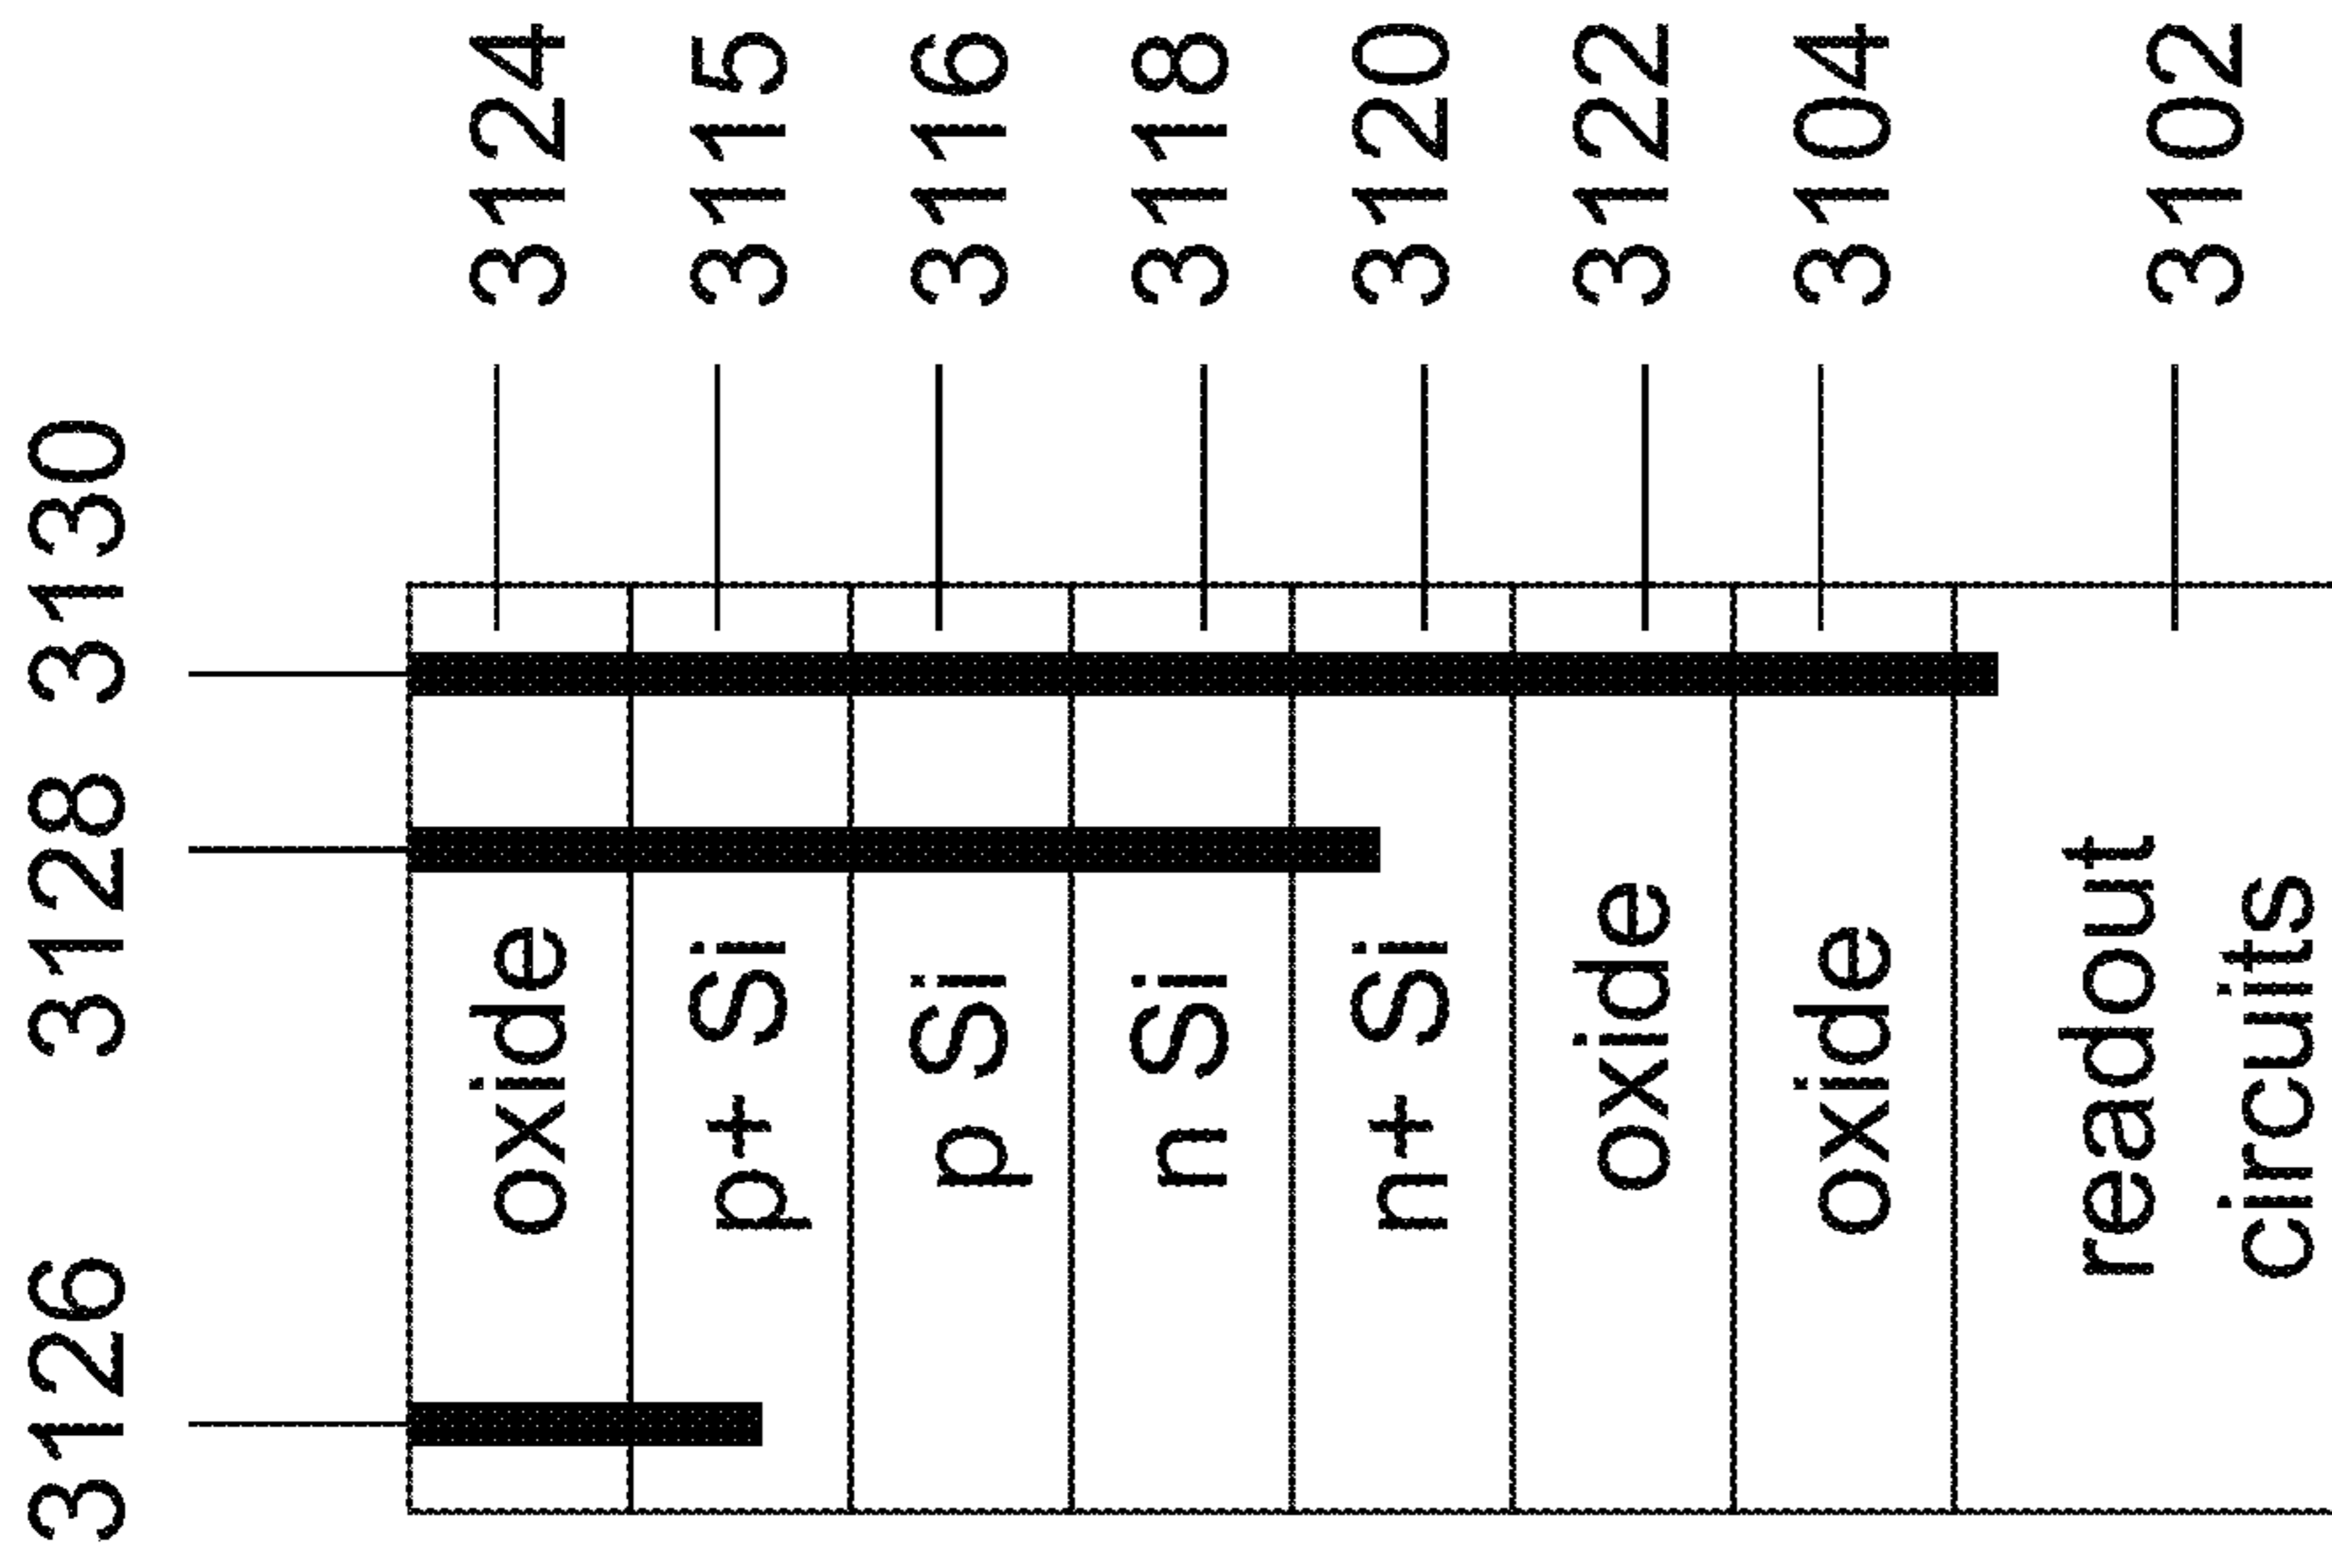 3126 3128 3130
oxide 3124
p+ Si 3115
p Si 3116
n Si 3118
n+ Si 3120
oxide 3122
oxide 3104
readout 3102
circuits